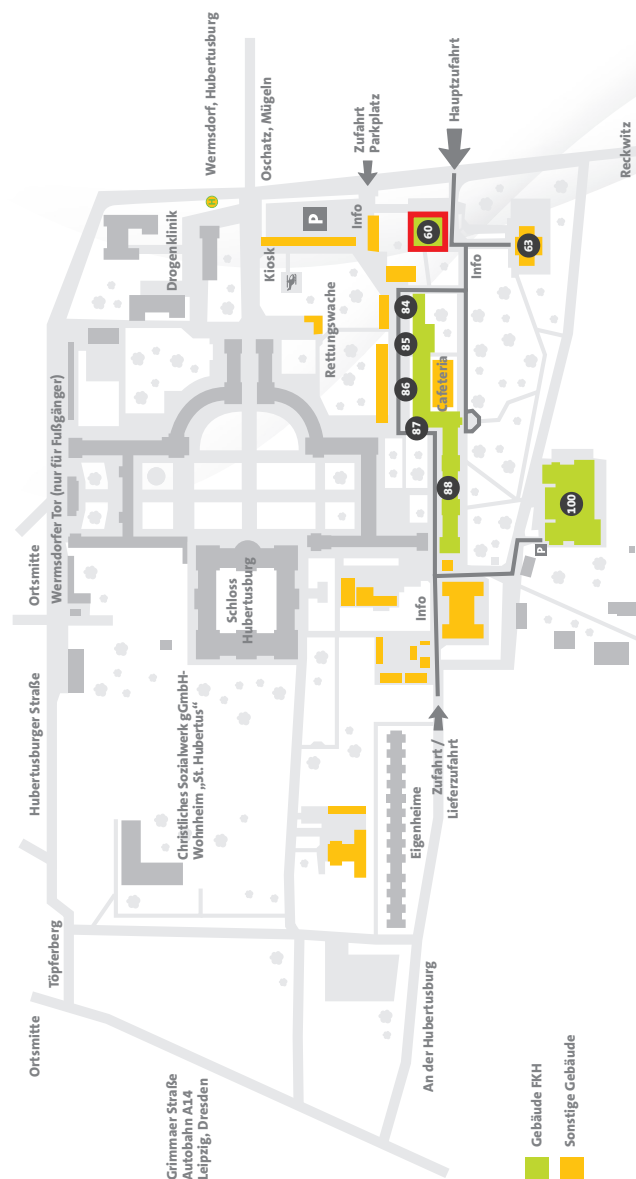 Ortsmitte
Töpferberg
Hubertusburger Straße
Ortsmitte
Wermsdorfer Tor (nur für Fußgänger)
Drogenklinik
Wermsdorf, Hubertusburg
H
Oschatz, Mügeln
Grimmaer Straße
Autobahn A14
Leipzig, Dresden
Christliches Sozialwerk gGmbH-
Wohnheim „St. Hubertus“
Schloss
Hubertusburg
Kiosk
P
Rettungswache
Info
Zufahrt
Parkplatz
An der Hubertusburg
Eigenheime
Zufahrt /
Lieferzufahrt
Info
88
87
86
85
84
Cafeteria
60
Hauptzufahrt
Info
63
Reckwitz
P
100
Gebäude FKH
Sonstige Gebäude